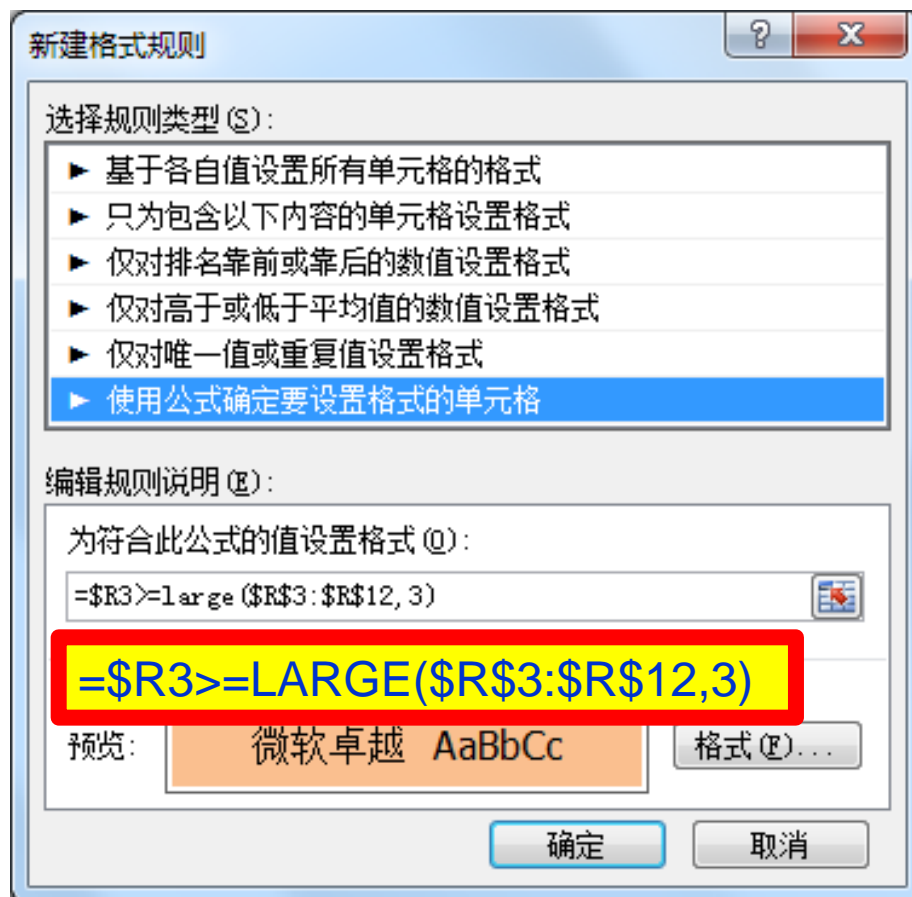 新建格式规则
选择规则类型(S):
► 基于各自值设置所有单元格的格式
► 只为包含以下内容的单元格设置格式
► 仅对排名靠前或靠后的数值设置格式
► 仅对高于或低于平均值的数值设置格式
► 仅对唯一值或重复值设置格式
► 使用公式确定要设置格式的单元格
编辑规则说明(E):
为符合此公式的值设置格式(O):
=$R3>=large($R$3:$R$12,3)
=$R3>=LARGE($R$3:$R$12,3)
预览: 微软卓越 AaBbCc 格式(F)...
确定 取消